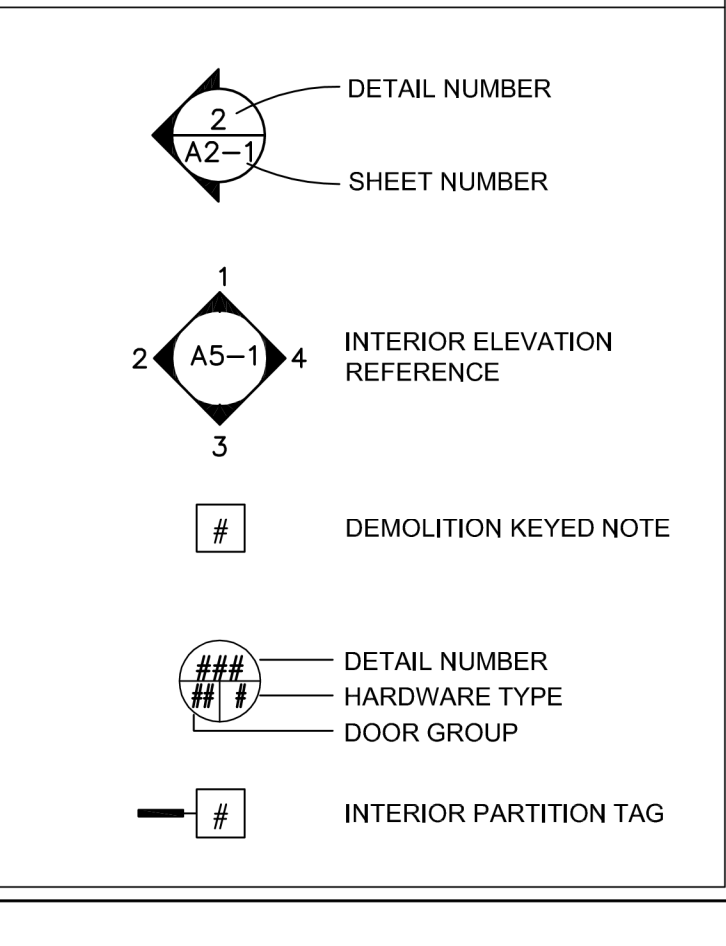 2
DETAIL NUMBER
A2-1
SHEET NUMBER
1
2
A5-1
4
INTERIOR ELEVATION
REFERENCE
3
#
DEMOLITION KEYED NOTE
###
DETAIL NUMBER
## #
HARDWARE TYPE
DOOR GROUP
#
INTERIOR PARTITION TAG